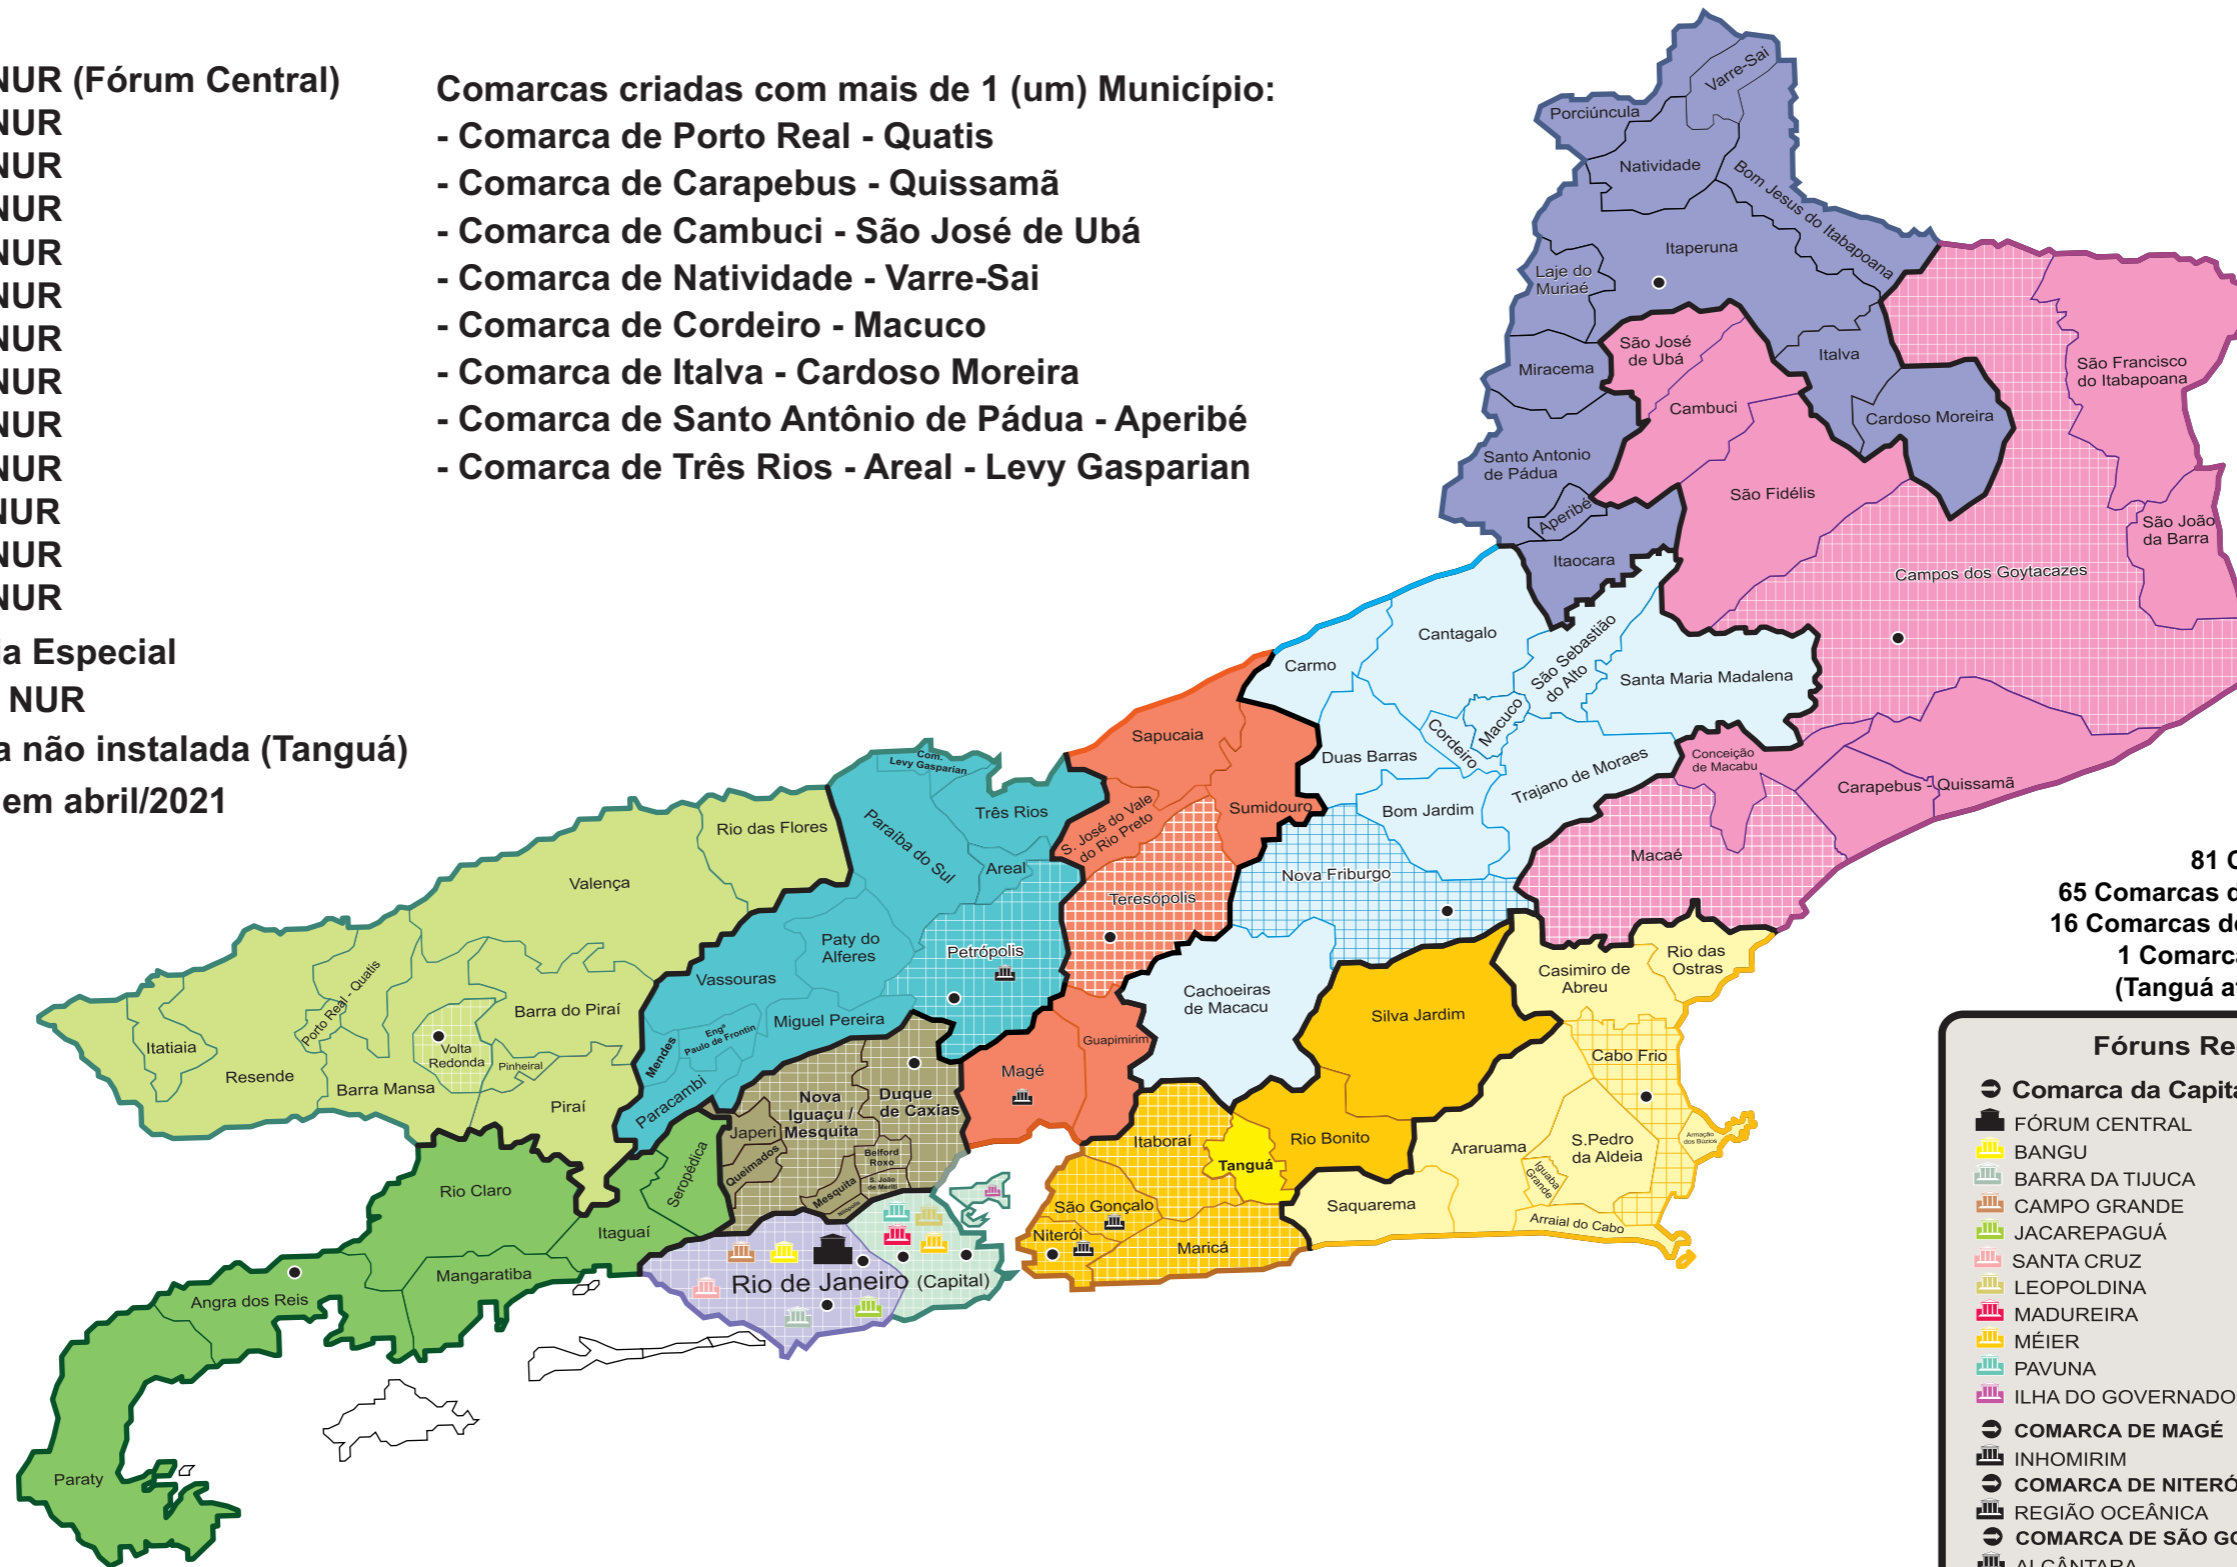 NUR (Fórum Central)
NUR
NUR
NUR
NUR
NUR
NUR
NUR
NUR
NUR
NUR
NUR
NUR
ia Especial
NUR
a não instalada (Tanguá)
em abril/2021
Comarcas criadas com mais de 1 (um) Município:
- Comarca de Porto Real - Quatis
- Comarca de Carapebus - Quissamã
- Comarca de Cambuci - São José de Ubá
- Comarca de Natividade - Varre-Sai
- Comarca de Cordeiro - Macuco
- Comarca de Italva - Cardoso Moreira
- Comarca de Santo Antônio de Pádua - Aperibé
- Comarca de Três Rios - Areal - Levy Gasparian
Varre-Sai
Porciúncula
Natividade
Bom Jesus do Itabapoana
Itaperuna
Laje do
Muriaé
São José
de Ubá
Miracema
Italva
Cambuci
Cardoso Moreira
São Francisco
do Itabapoana
Santo Antonio
de Pádua
São Fidélis
Aperibé
São João
da Barra
Itaocara
Campos dos Goytacazes
Cantagalo
São Sebastião
do Alto
Carmo
Santa Maria Madalena
Macuco
Cordeiro
Duas Barras
Trajano de Moraes
Conceição
de Macabu
Carapebus - Quissamã
Bom Jardim
Macaé
Nova Friburgo
Cachoeiras
de Macacu
Sapucaia
S. José do Vale
do Rio Preto
Sumidouro
Teresópolis
Guapimirim
Magé
Com.
Levy Gasparian
Três Rios
Paraíba do Sul
Areal
Paty do
Alferes
Petrópolis
Vassouras
Miguel Pereira
Engº
Paulo de Frontin
Mendes
Paracambi
Rio das Flores
Valença
Porto Real - Quatis
Barra do Piraí
Itatiaia
Resende
Volta
Redonda
Pinheiral
Barra Mansa
Piraí
Rio Claro
Seropédica
Itaguaí
Mangaratiba
Angra dos Reis
Paraty
Nova
Iguaçu /
Mesquita
Duque
de Caxias
Japeri
Queimados
Belford
Roxo
Mesquita
S. João
de Meriti
Nilópolis
Rio de Janeiro (Capital)
Silva Jardim
Itaboraí
Tanguá
Rio Bonito
São Gonçalo
Niterói
Maricá
Casimiro de
Abreu
Rio das
Ostras
Cabo Frio
Armação
dos Búzios
Araruama
S.Pedro
da Aldeia
Iguaba
Grande
Saquarema
Arraial do Cabo
81 C
65 Comarcas d
16 Comarcas de
1 Comarca
(Tanguá at
Fóruns Re
Comarca da Capita
FÓRUM CENTRAL
BANGU
BARRA DA TIJUCA
CAMPO GRANDE
JACAREPAGUÁ
SANTA CRUZ
LEOPOLDINA
MADUREIRA
MÉIER
PAVUNA
ILHA DO GOVERNADO
COMARCA DE MAGÉ
INHOMIRIM
COMARCA DE NITERÓ
REGIÃO OCEÂNICA
COMARCA DE SÃO GO
ALCÂNTARA